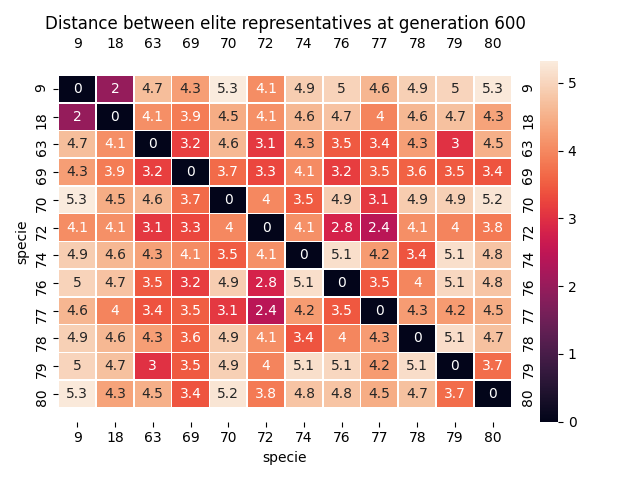 Distance between elite representatives at generation 600
9 18 63 69 70 72 74 76 77 78 79 80
9 0 2 4.7 4.3 5.3 4.1 4.9 5 4.6 4.9 5 5.3 9
18 2 0 4.1 3.9 4.5 4.1 4.6 4.7 4 4.6 4.7 4.3 18
63 4.7 4.1 0 3.2 4.6 3.1 4.3 3.5 3.4 4.3 3 4.5 63
69 4.3 3.9 3.2 0 3.7 3.3 4.1 3.2 3.5 3.6 3.5 3.4 69
70 5.3 4.5 4.6 3.7 0 4 3.5 4.9 3.1 4.9 4.9 5.2 70
72 4.1 4.1 3.1 3.3 4 0 4.1 2.8 2.4 4.1 4 3.8 72
74 4.9 4.6 4.3 4.1 3.5 4.1 0 5.1 4.2 3.4 5.1 4.8 74
76 5 4.7 3.5 3.2 4.9 2.8 5.1 0 3.5 4 5.1 4.8 76
77 4.6 4 3.4 3.5 3.1 2.4 4.2 3.5 0 4.3 4.2 4.5 77
78 4.9 4.6 4.3 3.6 4.9 4.1 3.4 4 4.3 0 5.1 4.7 78
79 5 4.7 3 3.5 4.9 4 5.1 5.1 4.2 5.1 0 3.7 79
80 5.3 4.3 4.5 3.4 5.2 3.8 4.8 4.8 4.5 4.7 3.7 0 80
9 18 63 69 70 72 74 76 77 78 79 80
specie
specie
5
4
3
2
1
0